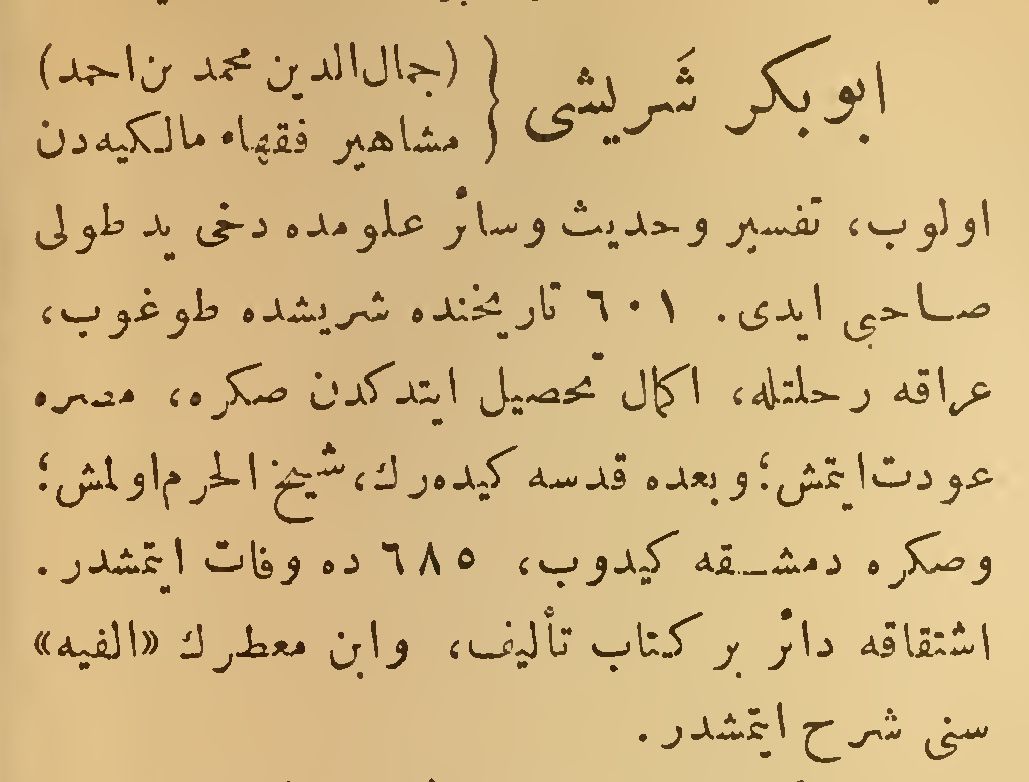 ابو بكر شَريشى { (جمال‌الدين محمد بن احمد)
مشاهير فقهاء مالكيه‌دن
اولوب، تفسير وحديث وسائر علومده دخى يد طولى
صاحبى ايدى. ٦٠١ تاريخنده شريشده طوغوب،
عراقه رحلتله، اكمال تحصيل ايتدكدن صكره، مصره
عودت ايتمش؛ وبعده قدسه كيده‌رك، شيخ الحرم اولمش؛
وصكره دمشقه كيدوب، ٦٨٥ ده وفات ايتمشدر.
اشتقاقه دائر بر كتاب تأليف، وابن معطرك «الفيه»
سنى شرح ايتمشدر.